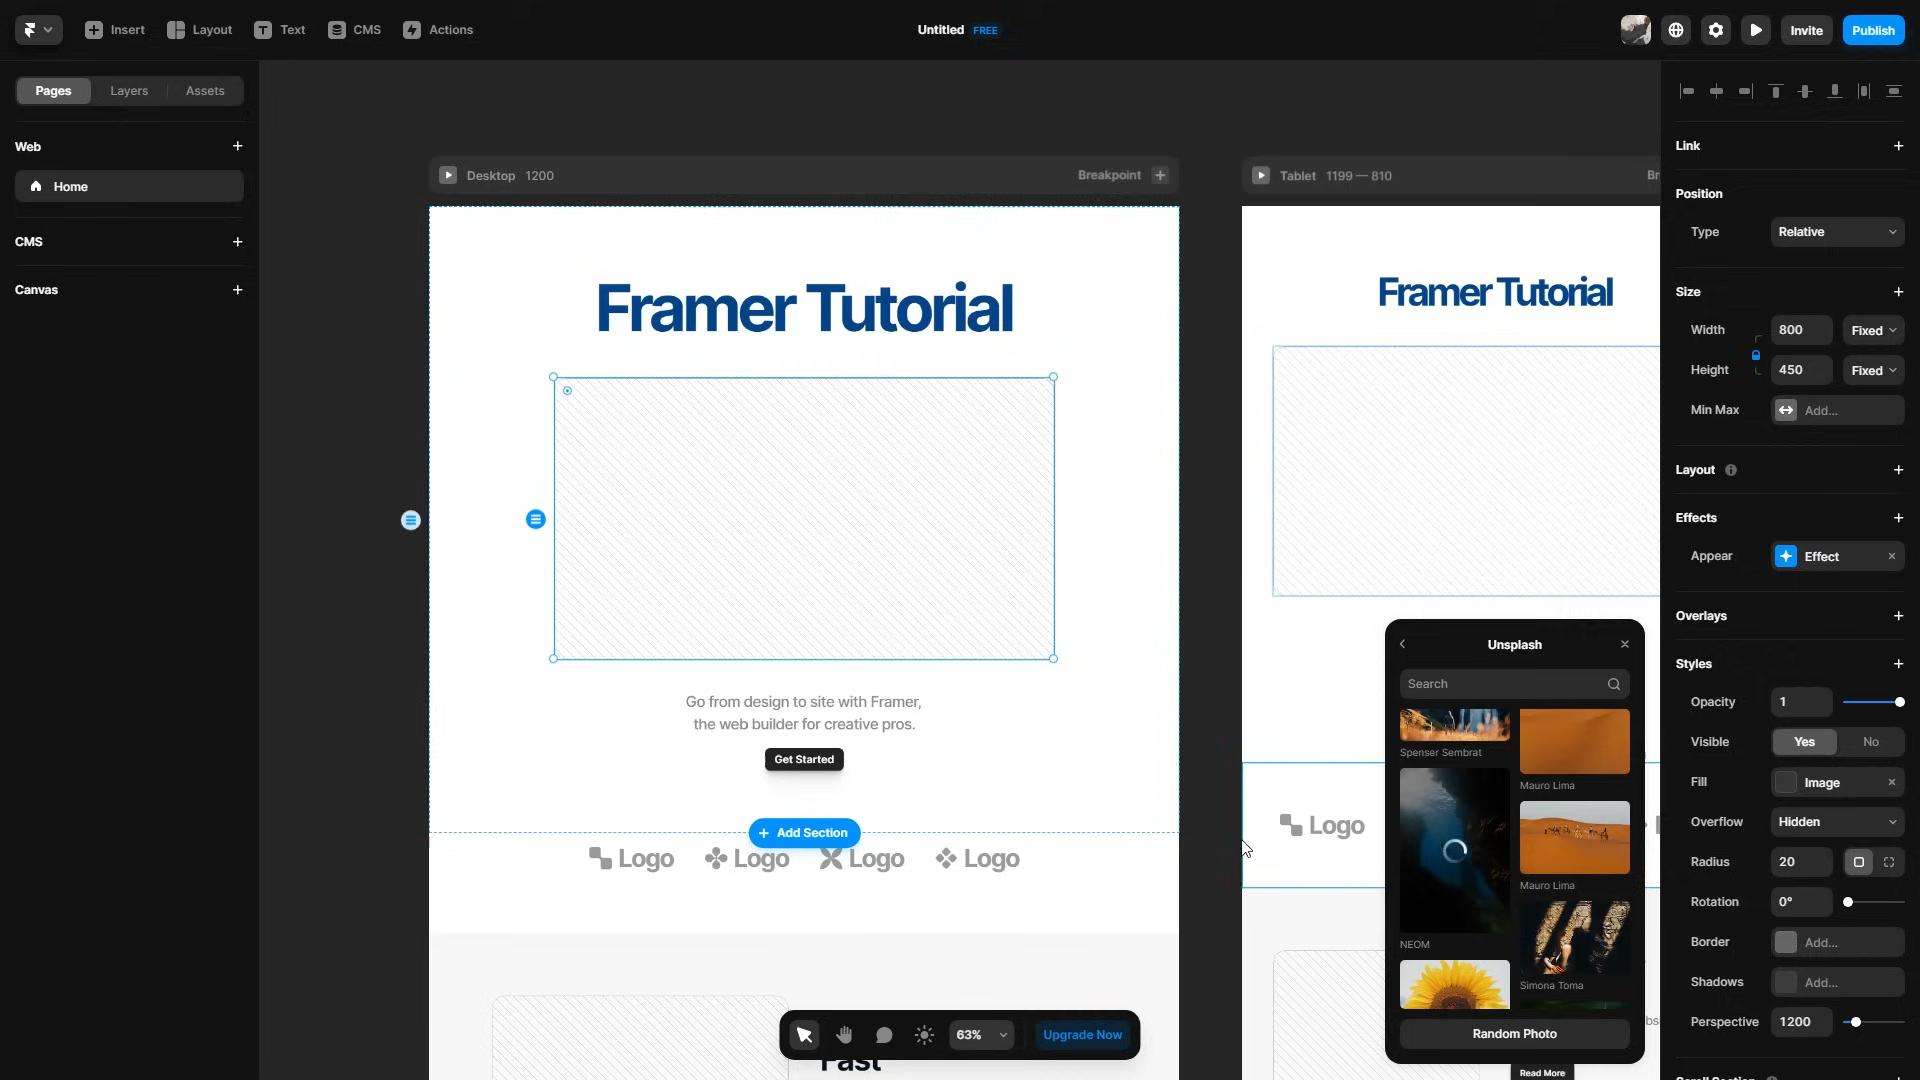 Insert
Layout
Text
CMS
Actions
Untitled FREE
Invite
Publish
Pages
Layers
Assets
Web
Home
CMS
Canvas
Desktop 1200
Breakpoint
Tablet 1199 — 810
Br
Framer Tutorial
Framer Tutorial
Go from design to site with Framer,
the web builder for creative pros.
Get Started
Add Section
Logo Logo Logo Logo
Logo
Fast
63%
Upgrade Now
Unsplash
Search
Spenser Sembrat
Mauro Lima
Mauro Lima
NEOM
Simona Toma
Random Photo
Read More
Link
Position
Type Relative
Size
Width 800 Fixed
Height 450 Fixed
Min Max Add...
Layout
Effects
Appear Effect
Overlays
Styles
Opacity 1
Visible Yes No
Fill Image
Overflow Hidden
Radius 20
Rotation 0°
Border Add...
Shadows Add...
Perspective 1200